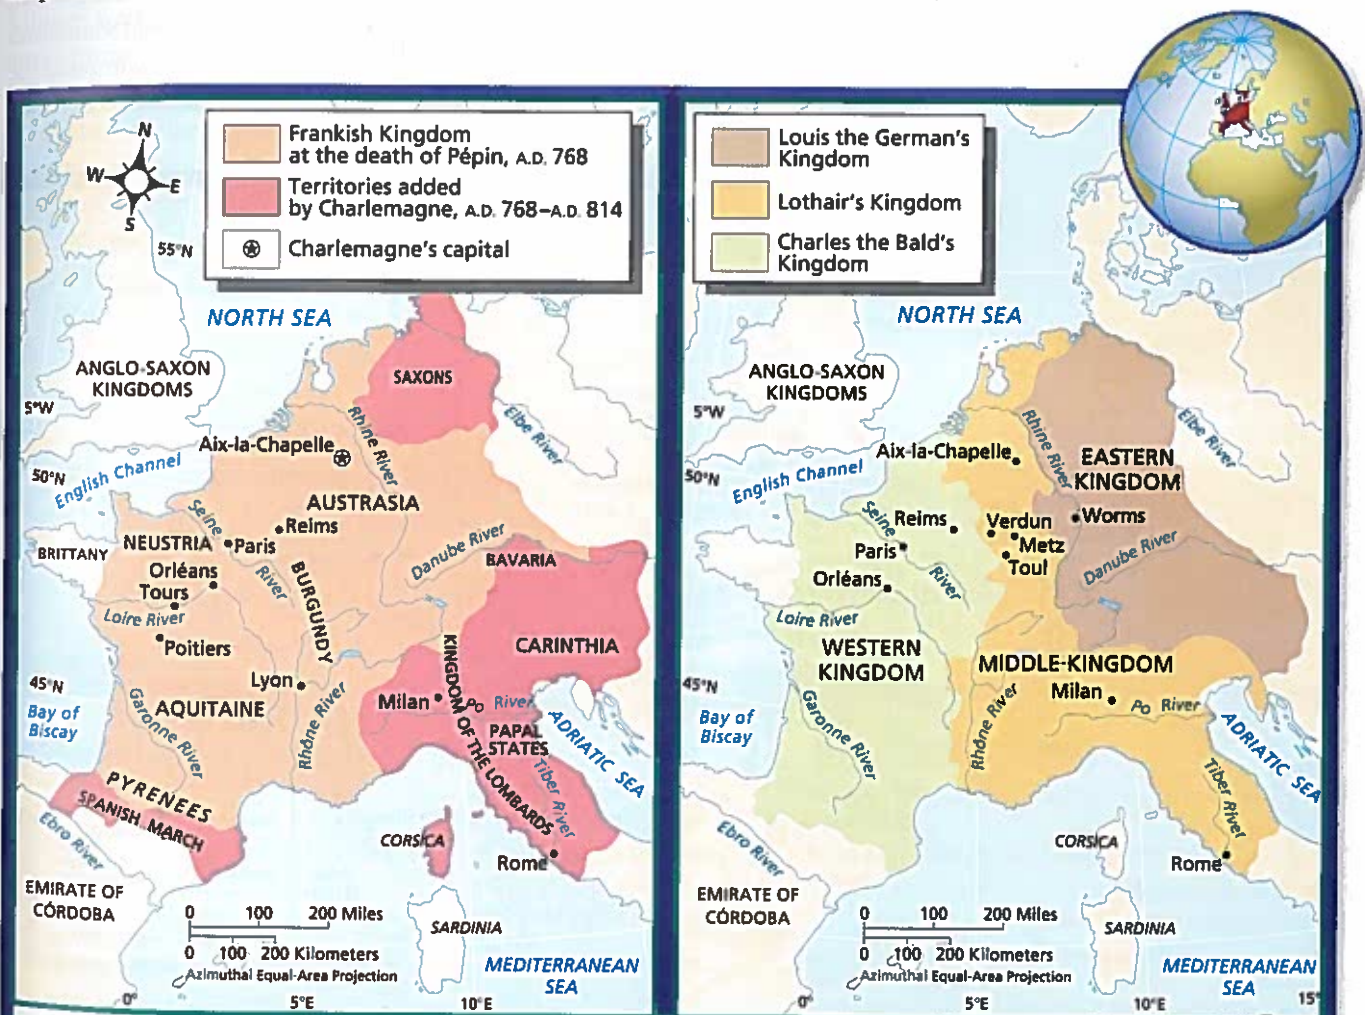 Frankish Kingdom
at the death of Pépin, A.D. 768
Territories added
by Charlemagne, A.D. 768–A.D. 814
Charlemagne's capital
N
W
E
S
55°N
NORTH SEA
ANGLO-SAXON
KINGDOMS
SAXONS
5°W
Elbe River
Rhine River
Aix-la-Chapelle
50°N
English Channel
AUSTRASIA
Seine
River
Reims
NEUSTRIA
Paris
BRITTANY
Danube River
BAVARIA
Orléans
Tours
BURGUNDY
Loire River
Poitiers
CARINTHIA
KINGDOM OF THE LOMBARDS
Lyon
45°N
Milan
Po River
AQUITAINE
Bay of
Biscay
Garonne River
Rhône River
PAPAL
STATES
ADRIATIC SEA
Tiber River
PYRENEES
SPANISH MARCH
Ebro River
CORSICA
Rome
EMIRATE OF
CÓRDOBA
0 100 200 Miles
0 100 200 Kilometers
Azimuthal Equal-Area Projection
SARDINIA
MEDITERRANEAN
SEA
0°
5°E
10°E
Louis the German's
Kingdom
Lothair's Kingdom
Charles the Bald's
Kingdom
NORTH SEA
ANGLO-SAXON
KINGDOMS
5°W
Elbe River
Rhine River
Aix-la-Chapelle
EASTERN
KINGDOM
50°N
English Channel
Seine
River
Reims
Verdun
Worms
Paris
Metz
Toul
Danube River
Orléans
Loire River
WESTERN
KINGDOM
MIDDLE-KINGDOM
45°N
Milan
Po River
Bay of
Biscay
Garonne River
Rhône River
ADRIATIC SEA
Tiber River
Ebro River
CORSICA
Rome
EMIRATE OF
CÓRDOBA
0 100 200 Miles
0 100 200 Kilometers
Azimuthal Equal-Area Projection
SARDINIA
MEDITERRANEAN
SEA
0°
5°E
10°E
15°